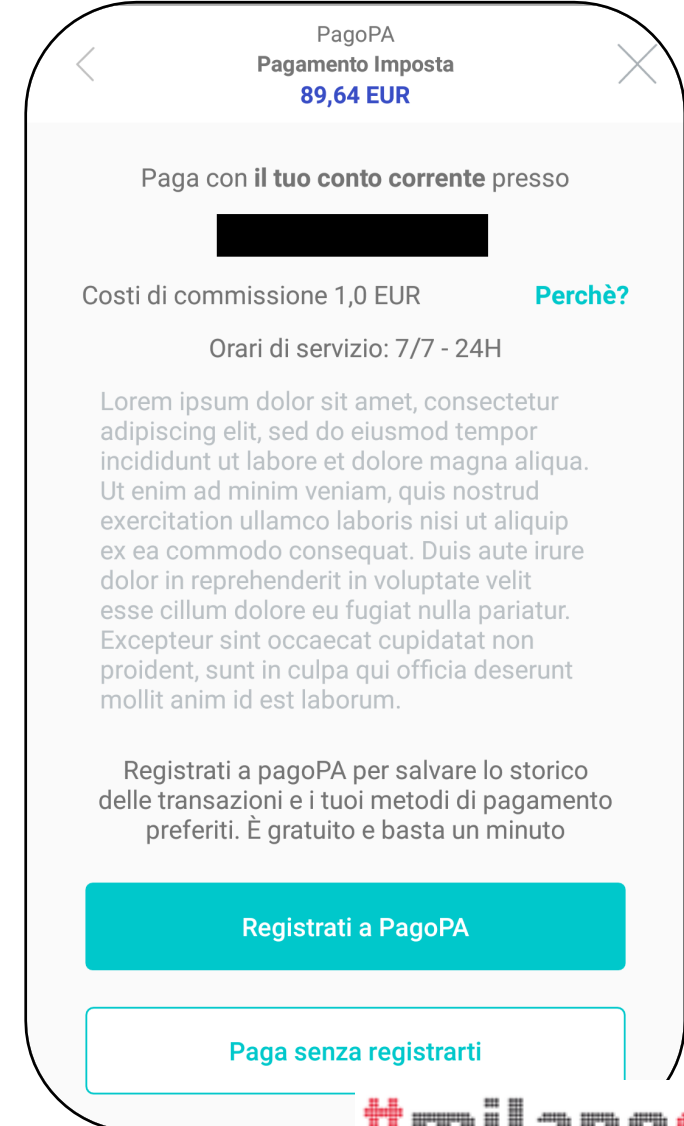 PagoPA
Pagamento Imposta
89,64 EUR
Paga con il tuo conto corrente presso
Costi di commissione 1,0 EUR
Perchè?
Orari di servizio: 7/7 - 24H
Lorem ipsum dolor sit amet, consectetur
adipiscing elit, sed do eiusmod tempor
incididunt ut labore et dolore magna aliqua.
Ut enim ad minim veniam, quis nostrud
exercitation ullamco laboris nisi ut aliquip
ex ea commodo consequat. Duis aute irure
dolor in reprehenderit in voluptate velit
esse cillum dolore eu fugiat nulla pariatur.
Excepteur sint occaecat cupidatat non
proident, sunt in culpa qui officia deserunt
mollit anim id est laborum.
Registrati a pagoPA per salvare lo storico
delle transazioni e i tuoi metodi di pagamento
preferiti. È gratuito e basta un minuto
Registrati a PagoPA
Paga senza registrarti